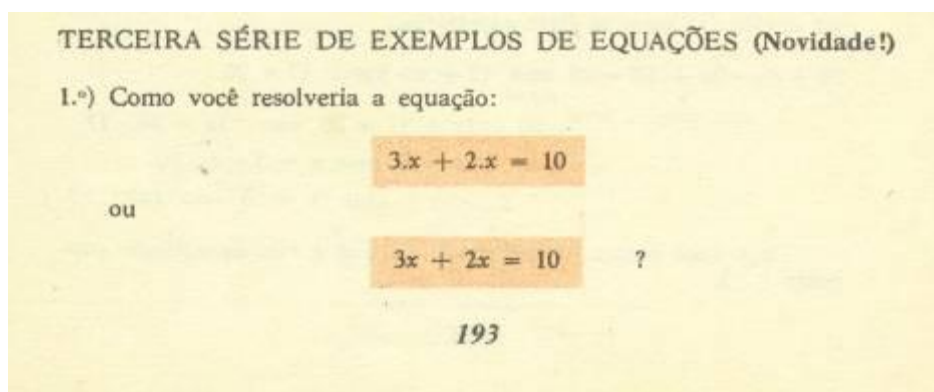 TERCEIRA SÉRIE DE EXEMPLOS DE EQUAÇÕES (Novidade!)
1.º) Como você resolveria a equação:
3.x + 2.x = 10
ou
3x + 2x = 10 ?
193